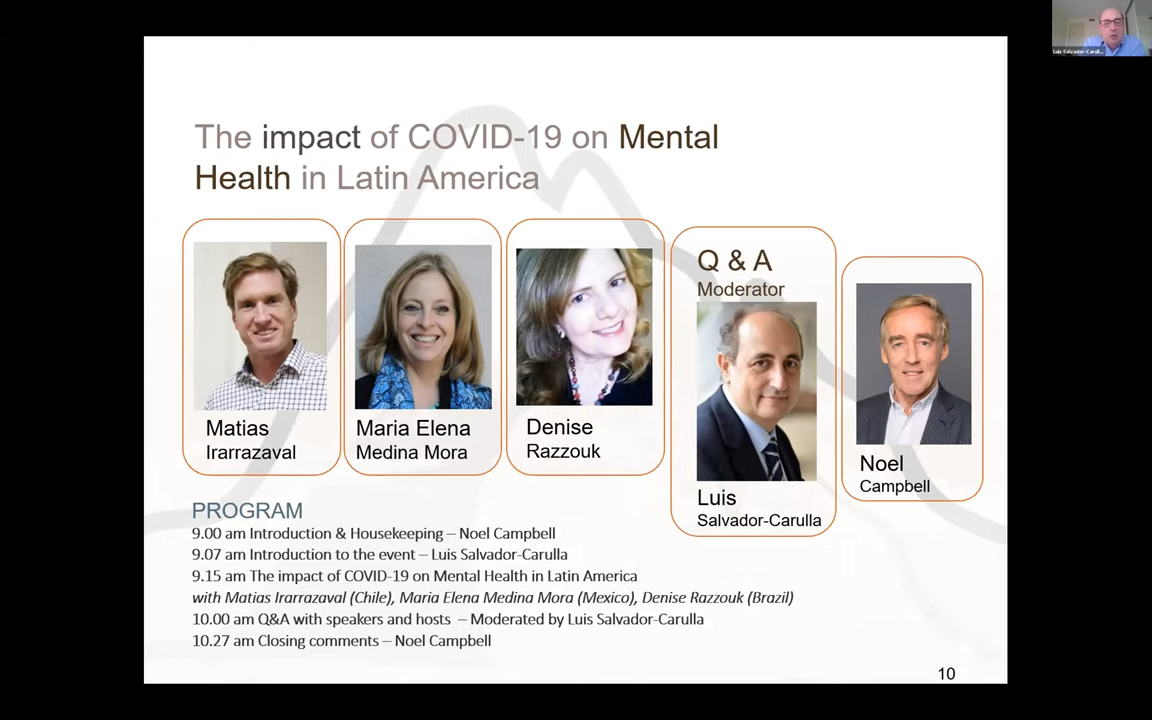 Luis Salvador-Carull...
The impact of COVID-19 on Mental
Health in Latin America
Matias
Irarrazaval
Maria Elena
Medina Mora
Denise
Razzouk
Q & A
Moderator
Luis
Salvador-Carulla
Noel
Campbell
PROGRAM
9.00 am Introduction & Housekeeping – Noel Campbell
9.07 am Introduction to the event – Luis Salvador-Carulla
9.15 am The impact of COVID-19 on Mental Health in Latin America
with Matias Irarrazaval (Chile), Maria Elena Medina Mora (Mexico), Denise Razzouk (Brazil)
10.00 am Q&A with speakers and hosts – Moderated by Luis Salvador-Carulla
10.27 am Closing comments – Noel Campbell
10